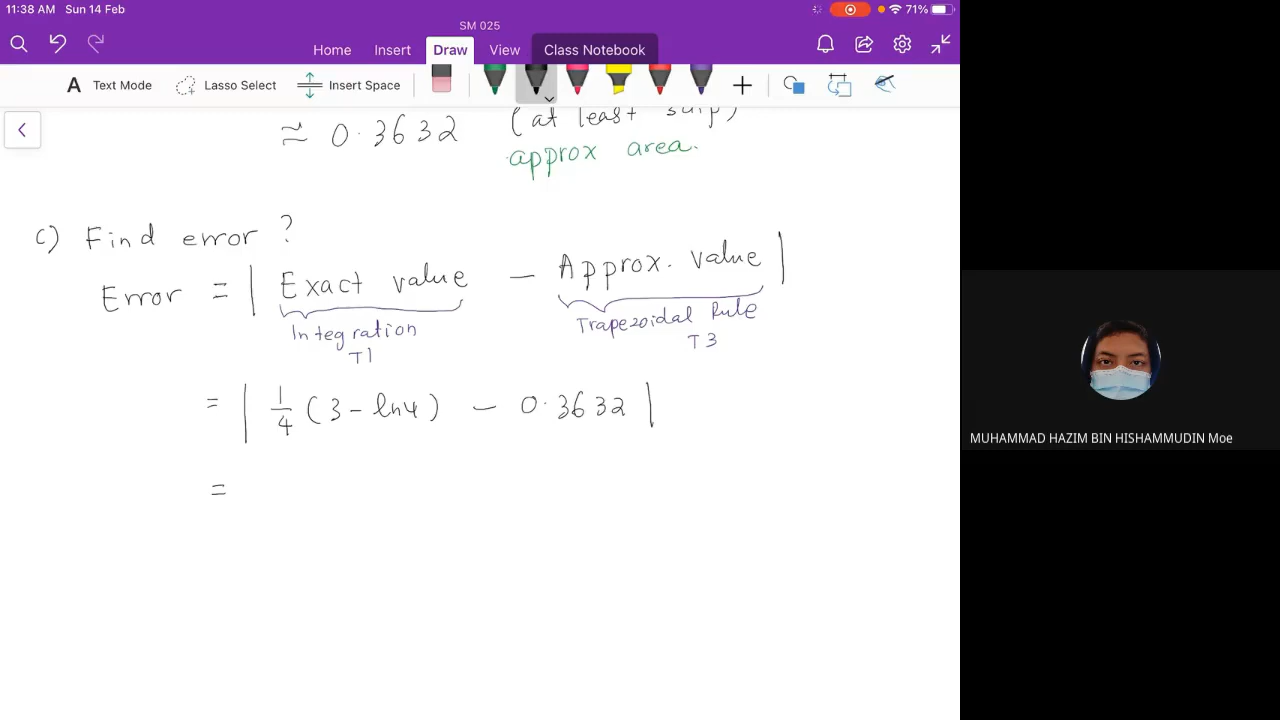 11:38 AM Sun 14 Feb
71%
SM 025
Home Insert Draw View Class Notebook
A Text Mode Lasso Select Insert Space
≈ 0.3632 (at least
approx area.
c) Find error ?
Error = | Exact value – Approx. value |
Integration Trapezoidal Rule
T1 T3
= | 1/4 (3 – ln4) – 0.3632 |
=
MUHAMMAD HAZIM BIN HISHAMMUDIN Moe